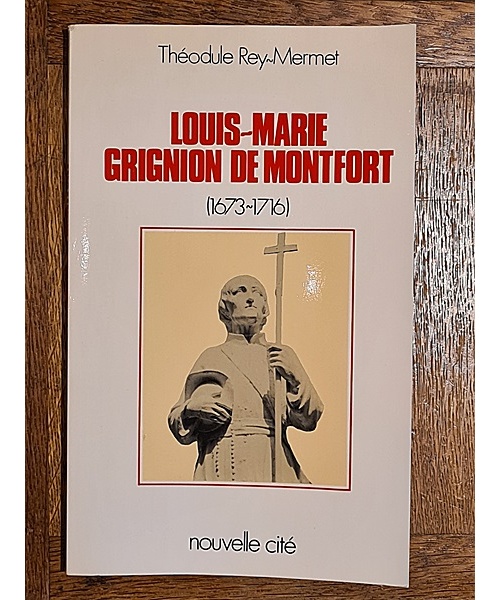 Théodule Rey~Mermet
LOUIS~MARIE
GRIGNION DE MONTFORT
(1673~1716)
nouvelle cité